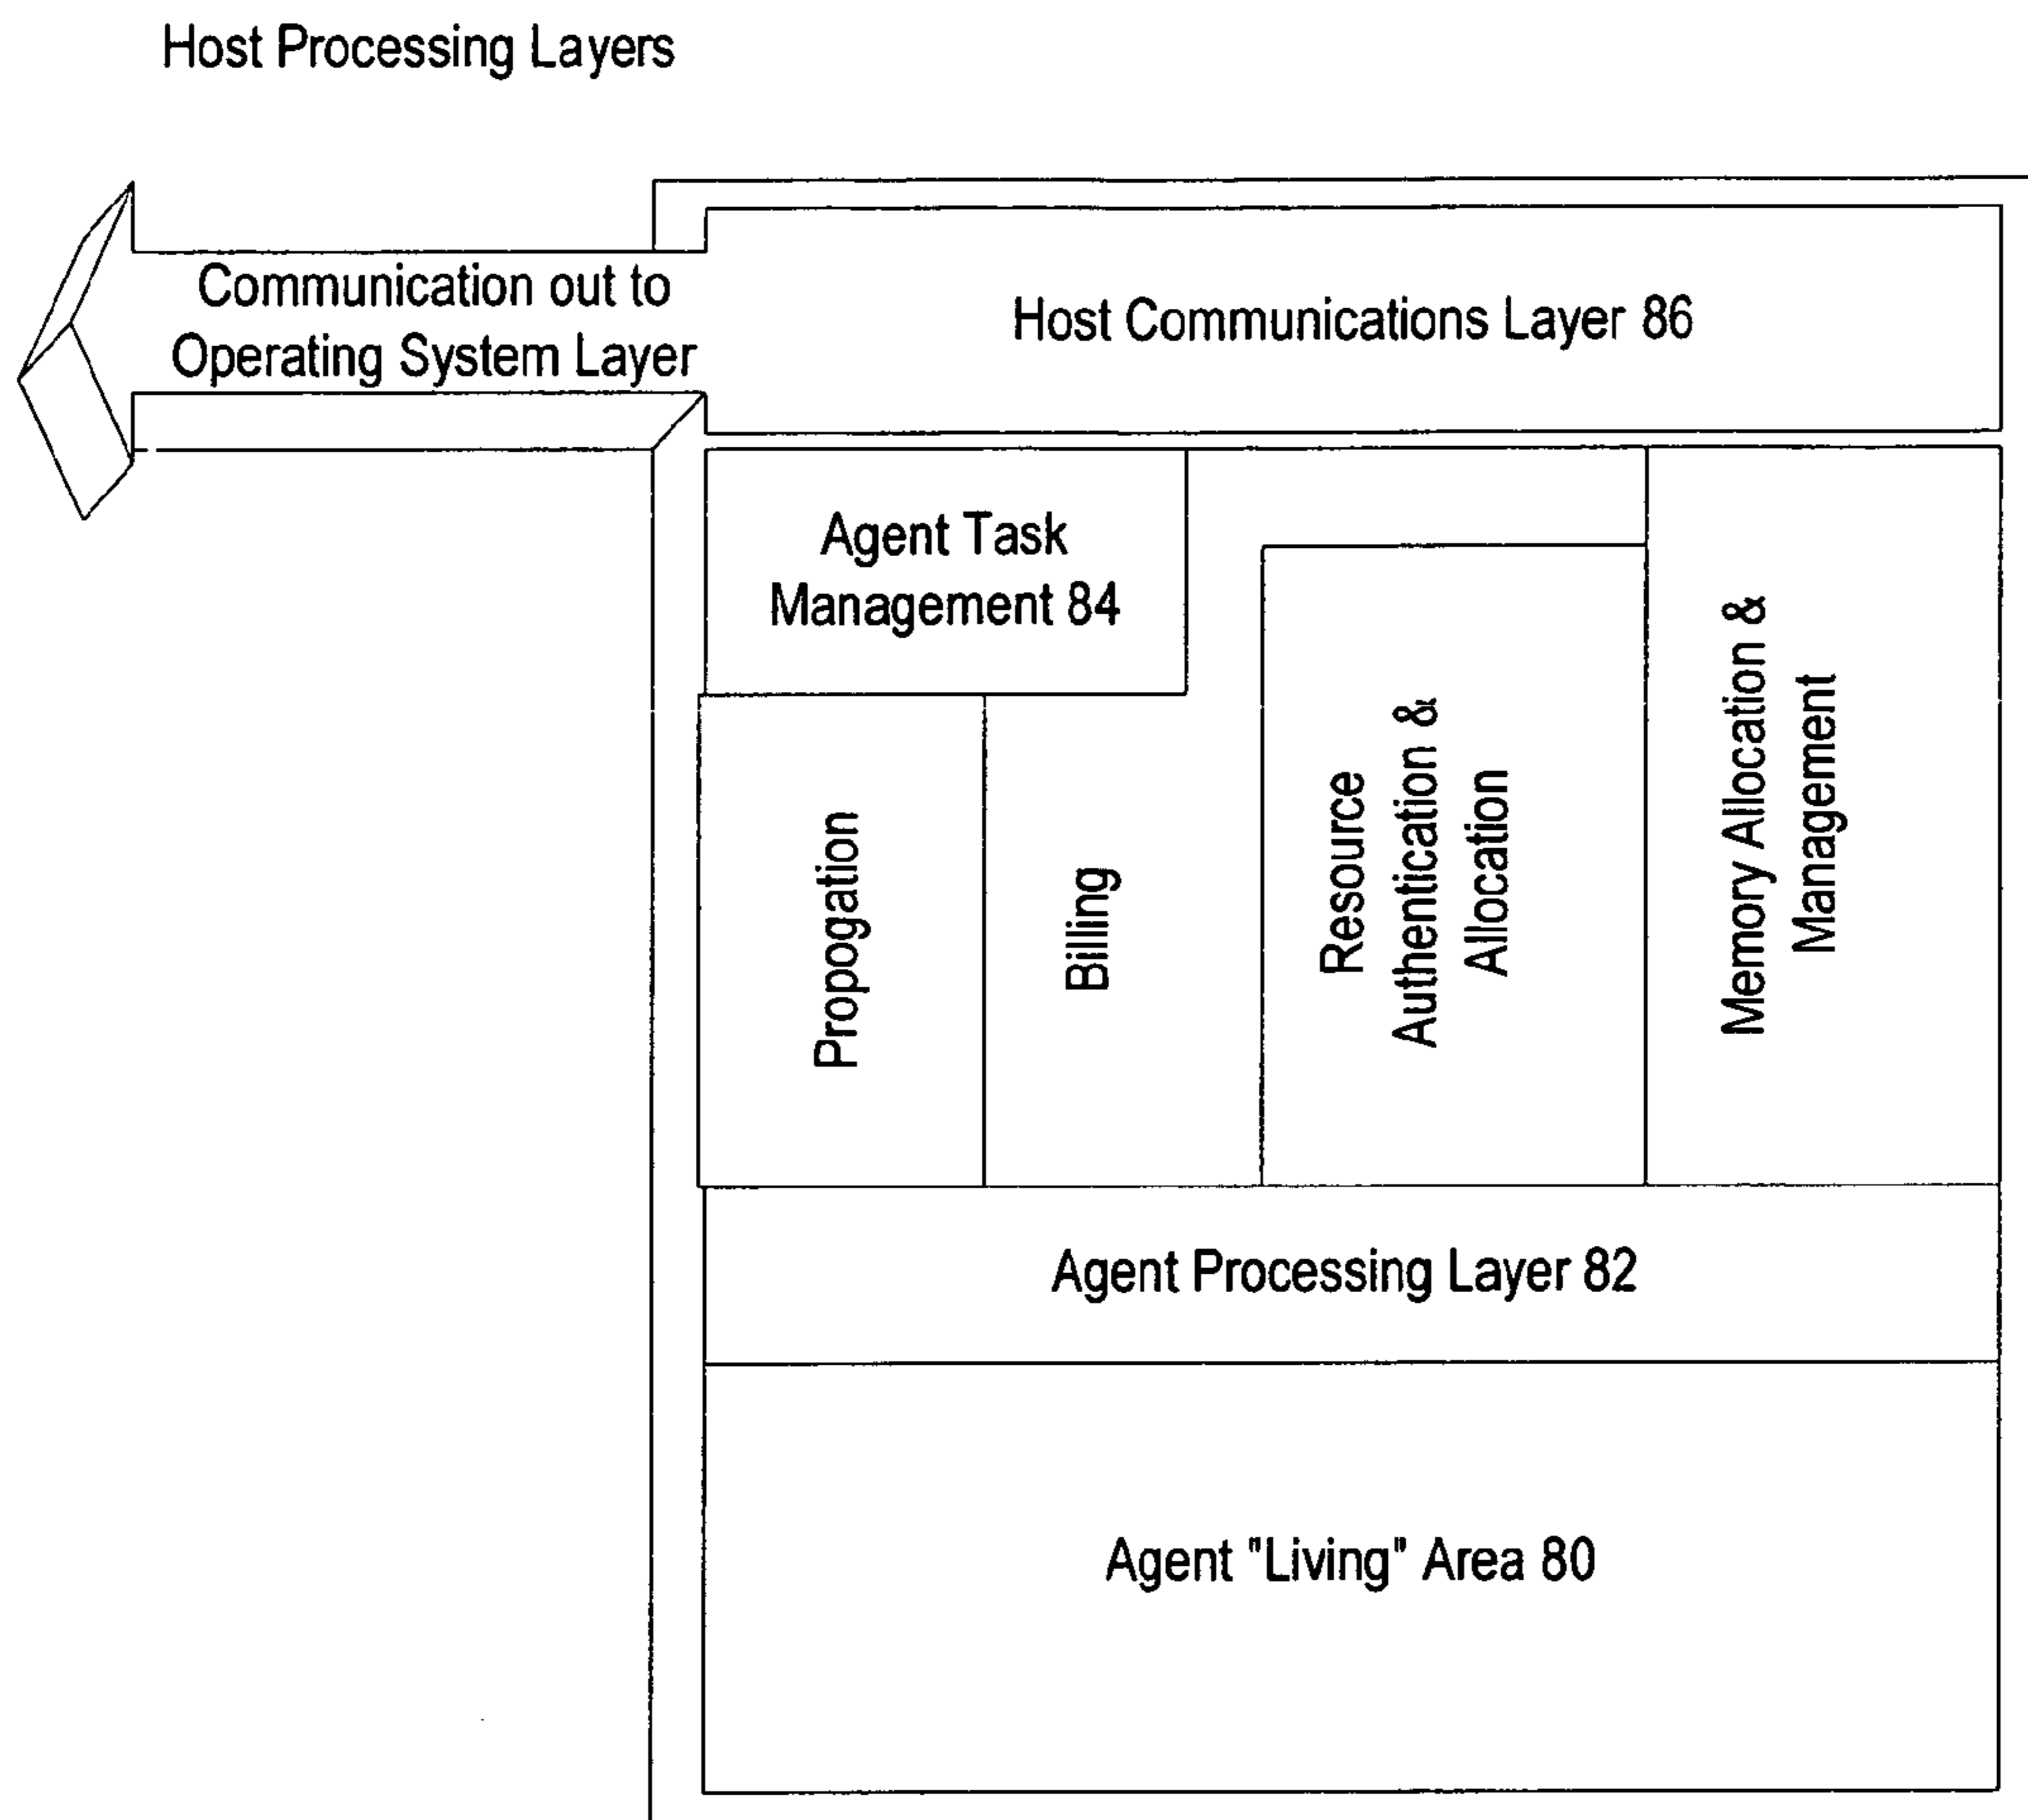 Host Processing Layers
Communication out to
Operating System Layer
Host Communications Layer 86
Agent Task
Management 84
Propogation
Billing
Resource
Authentication &
Allocation
Memory Allocation &
Management
Agent Processing Layer 82
Agent "Living" Area 80